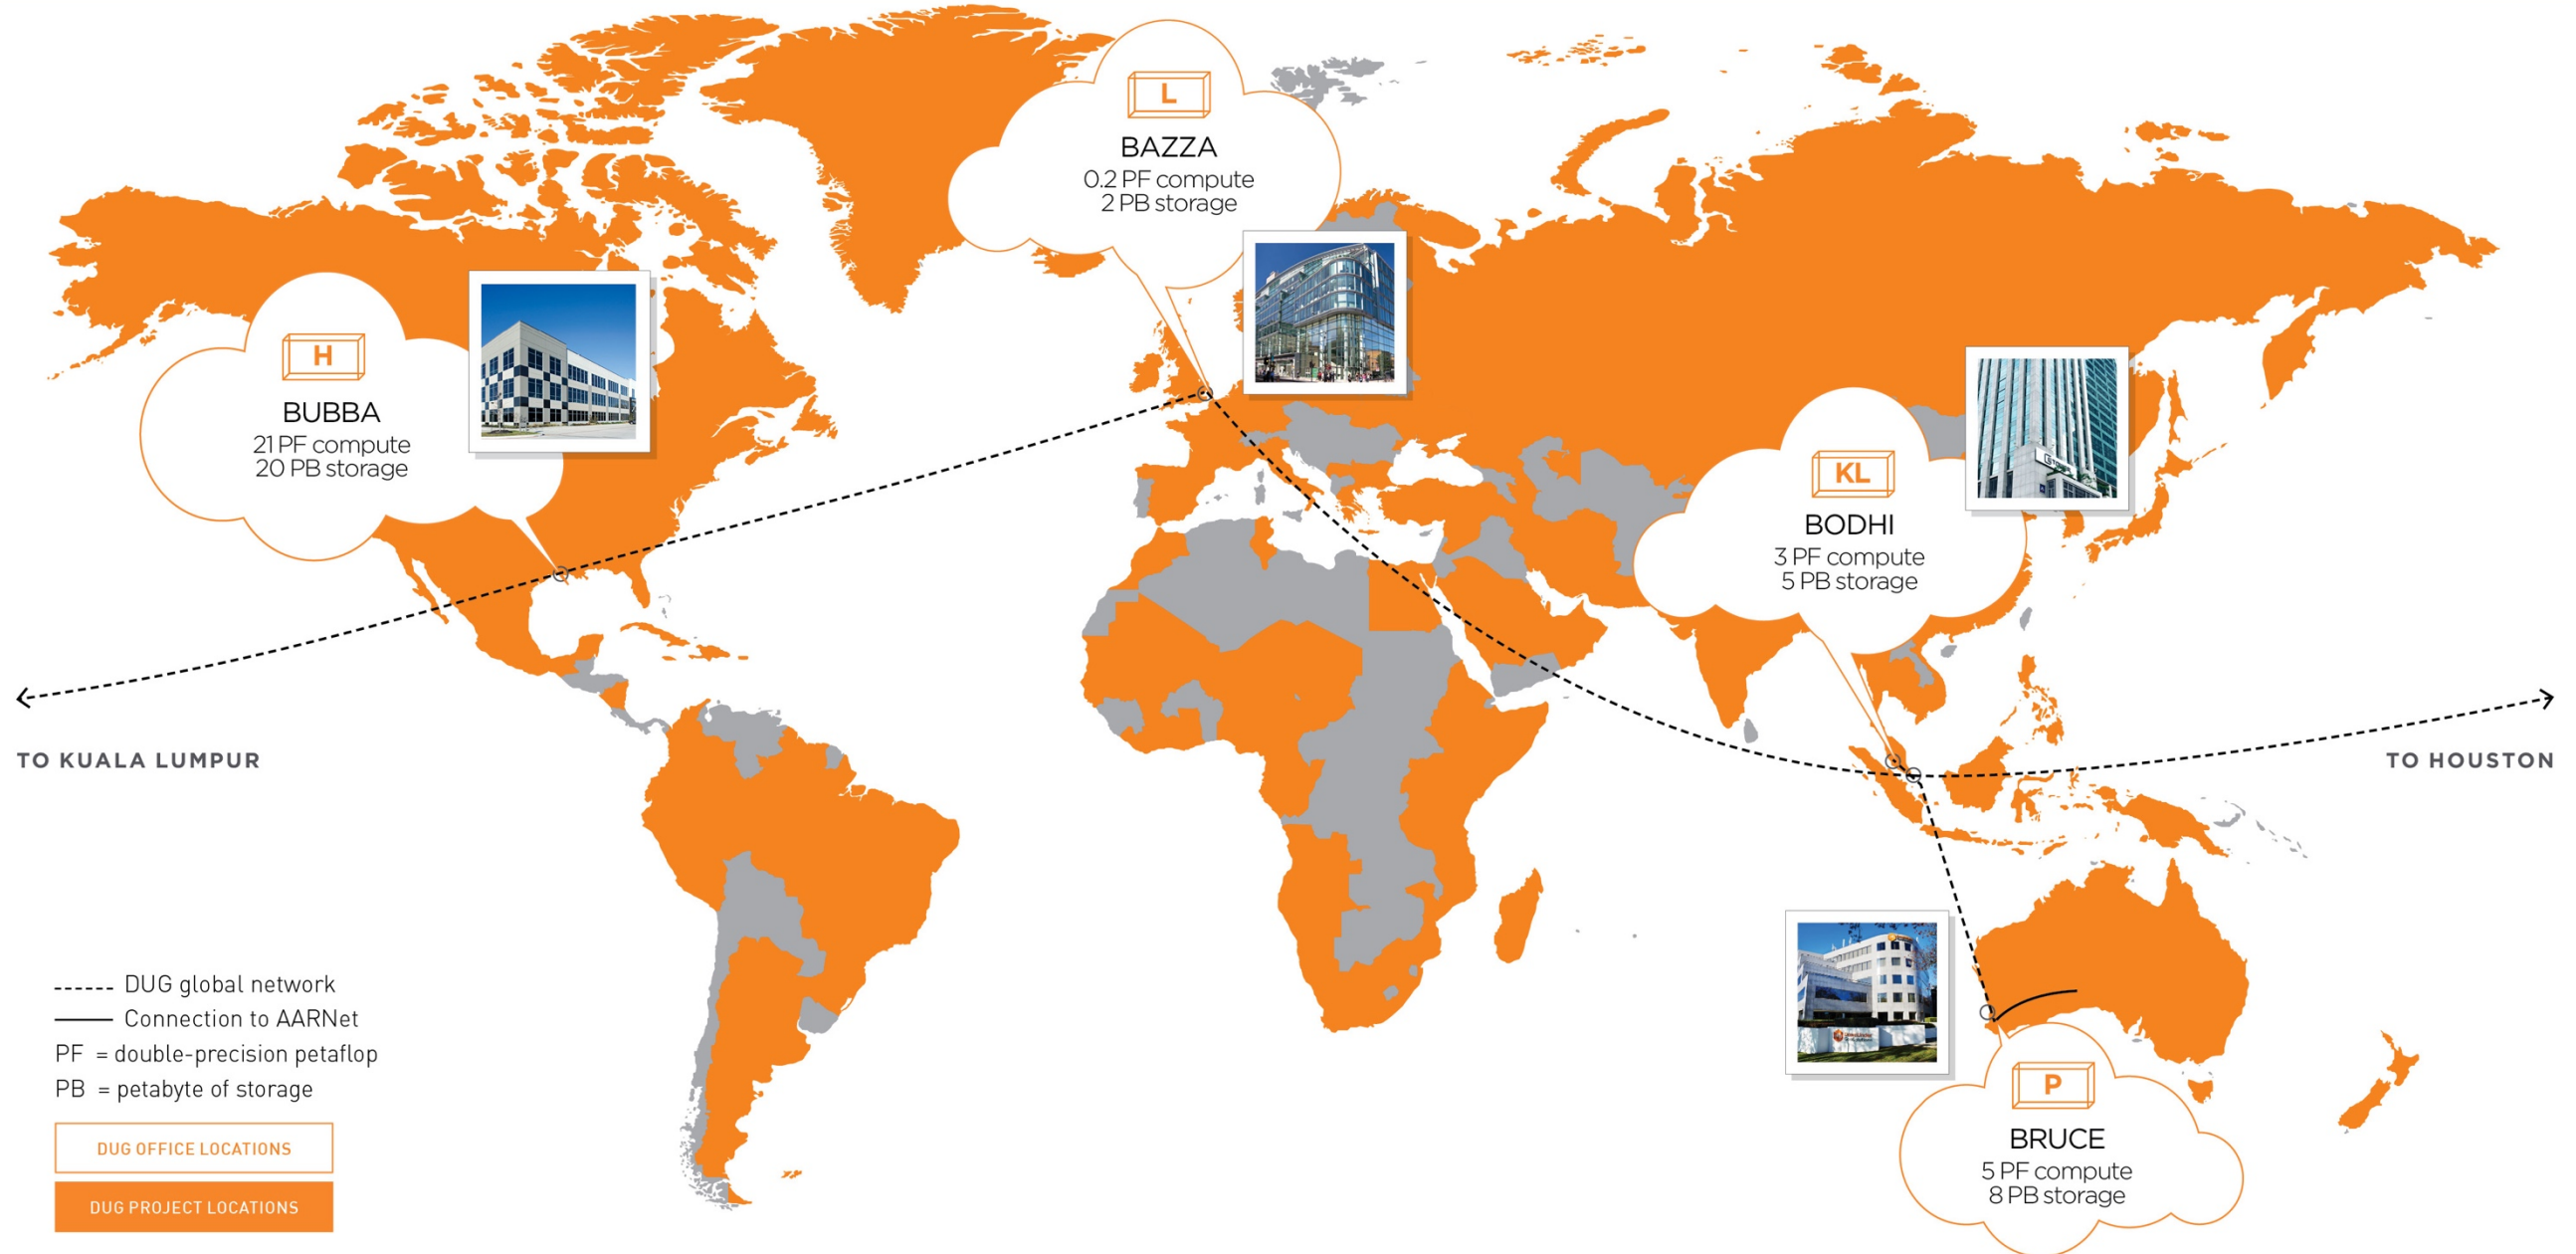 L
BAZZA
0.2 PF compute
2 PB storage
H
BUBBA
21 PF compute
20 PB storage
KL
BODHI
3 PF compute
5 PB storage
TO KUALA LUMPUR
TO HOUSTON
P
BRUCE
5 PF compute
8 PB storage
DUG global network
Connection to AARNet
PF = double-precision petaflop
PB = petabyte of storage
DUG OFFICE LOCATIONS
DUG PROJECT LOCATIONS